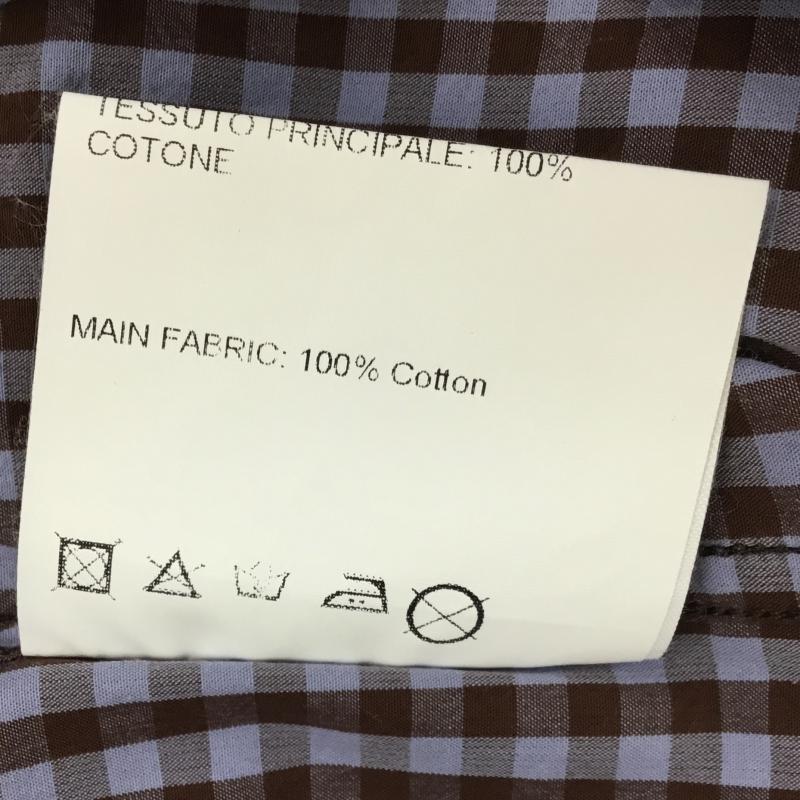 TESSUTO PRINCIPALE: 100%
COTONE
MAIN FABRIC: 100% Cotton